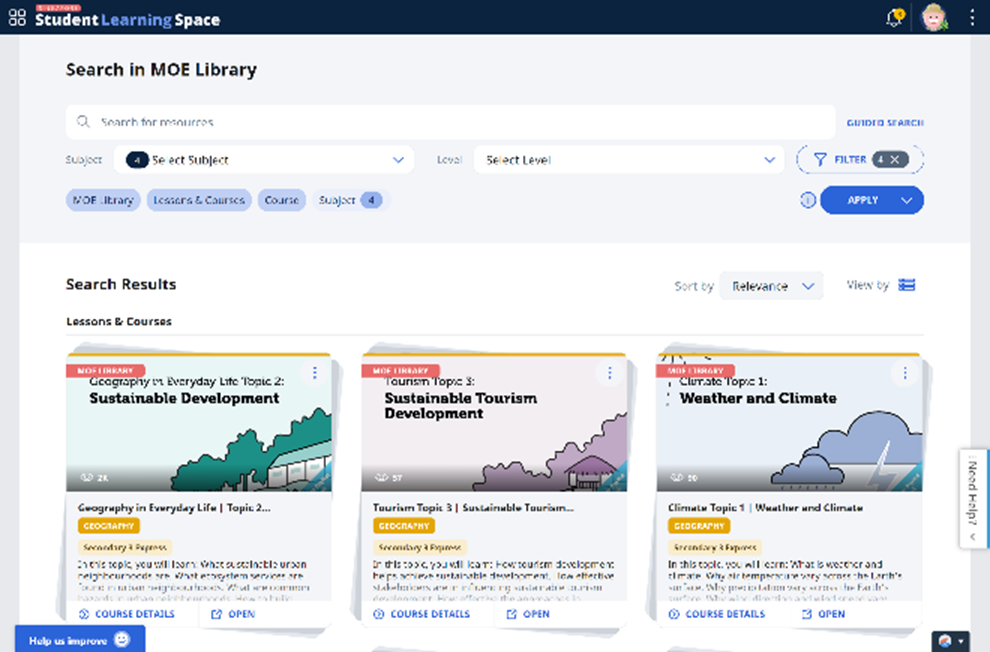 Student Learning Space
Search in MOE Library
Search for resources
GUIDED SEARCH
Subject 4 Select Subject Level Select Level FILTER 4
MOE Library Lessons & Courses Course Subject 4 APPLY
Search Results Sort by Relevance View by
Lessons & Courses
MOE LIBRARY
Geography in Everyday Life Topic 2:
Sustainable Development
2K
Geography in Everyday Life | Topic 2...
GEOGRAPHY
Secondary 3 Express
In this topic, you will learn: What sustainable urban
neighbourhoods are. What ecosystem services are
found in urban neighbourhoods. What are common
COURSE DETAILS OPEN
MOE LIBRARY
Tourism Topic 3:
Sustainable Tourism
Development
57
Tourism Topic 3 | Sustainable Tourism...
GEOGRAPHY
Secondary 3 Express
In this topic, you will learn: How tourism development
helps achieve sustainable development. How effective
stakeholders are in influencing sustainable tourism
COURSE DETAILS OPEN
MOE LIBRARY
Climate Topic 1:
Weather and Climate
90
Climate Topic 1 | Weather and Climate
GEOGRAPHY
Secondary 3 Express
In this topic, you will learn: What is weather and
climate. Why air temperature vary across the Earth's
surface. Why precipitation vary across the Earth's
COURSE DETAILS OPEN
Need Help?
Help us improve